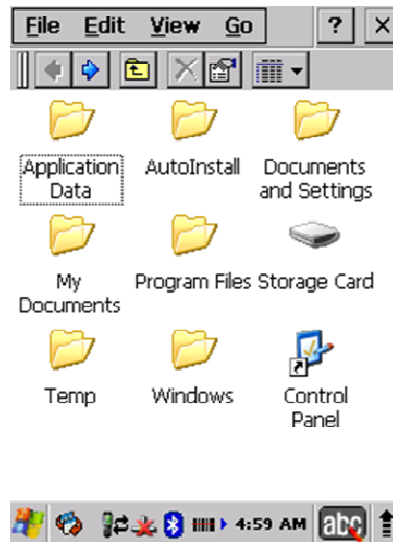 File Edit View Go ? X
Application Data
AutoInstall
Documents and Settings
My Documents
Program Files
Storage Card
Temp
Windows
Control Panel
4:59 AM
abc